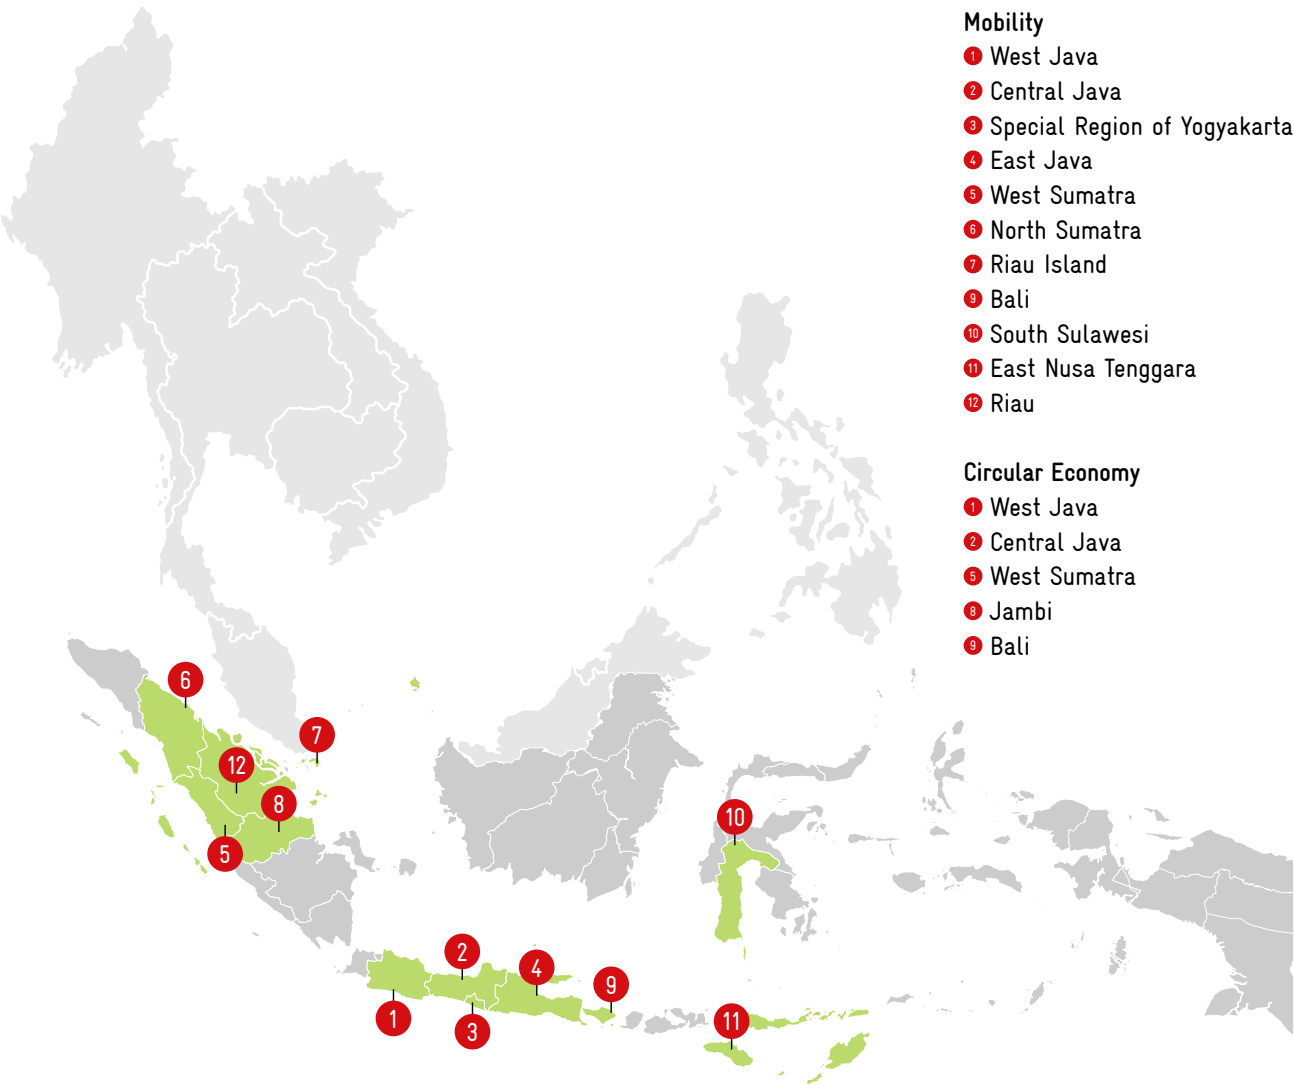 Mobility
1 West Java
2 Central Java
3 Special Region of Yogyakarta
4 East Java
5 West Sumatra
6 North Sumatra
7 Riau Island
9 Bali
10 South Sulawesi
11 East Nusa Tenggara
12 Riau
Circular Economy
1 West Java
2 Central Java
5 West Sumatra
8 Jambi
9 Bali
6
7
12
8
10
5
2
4
9
1
3
11